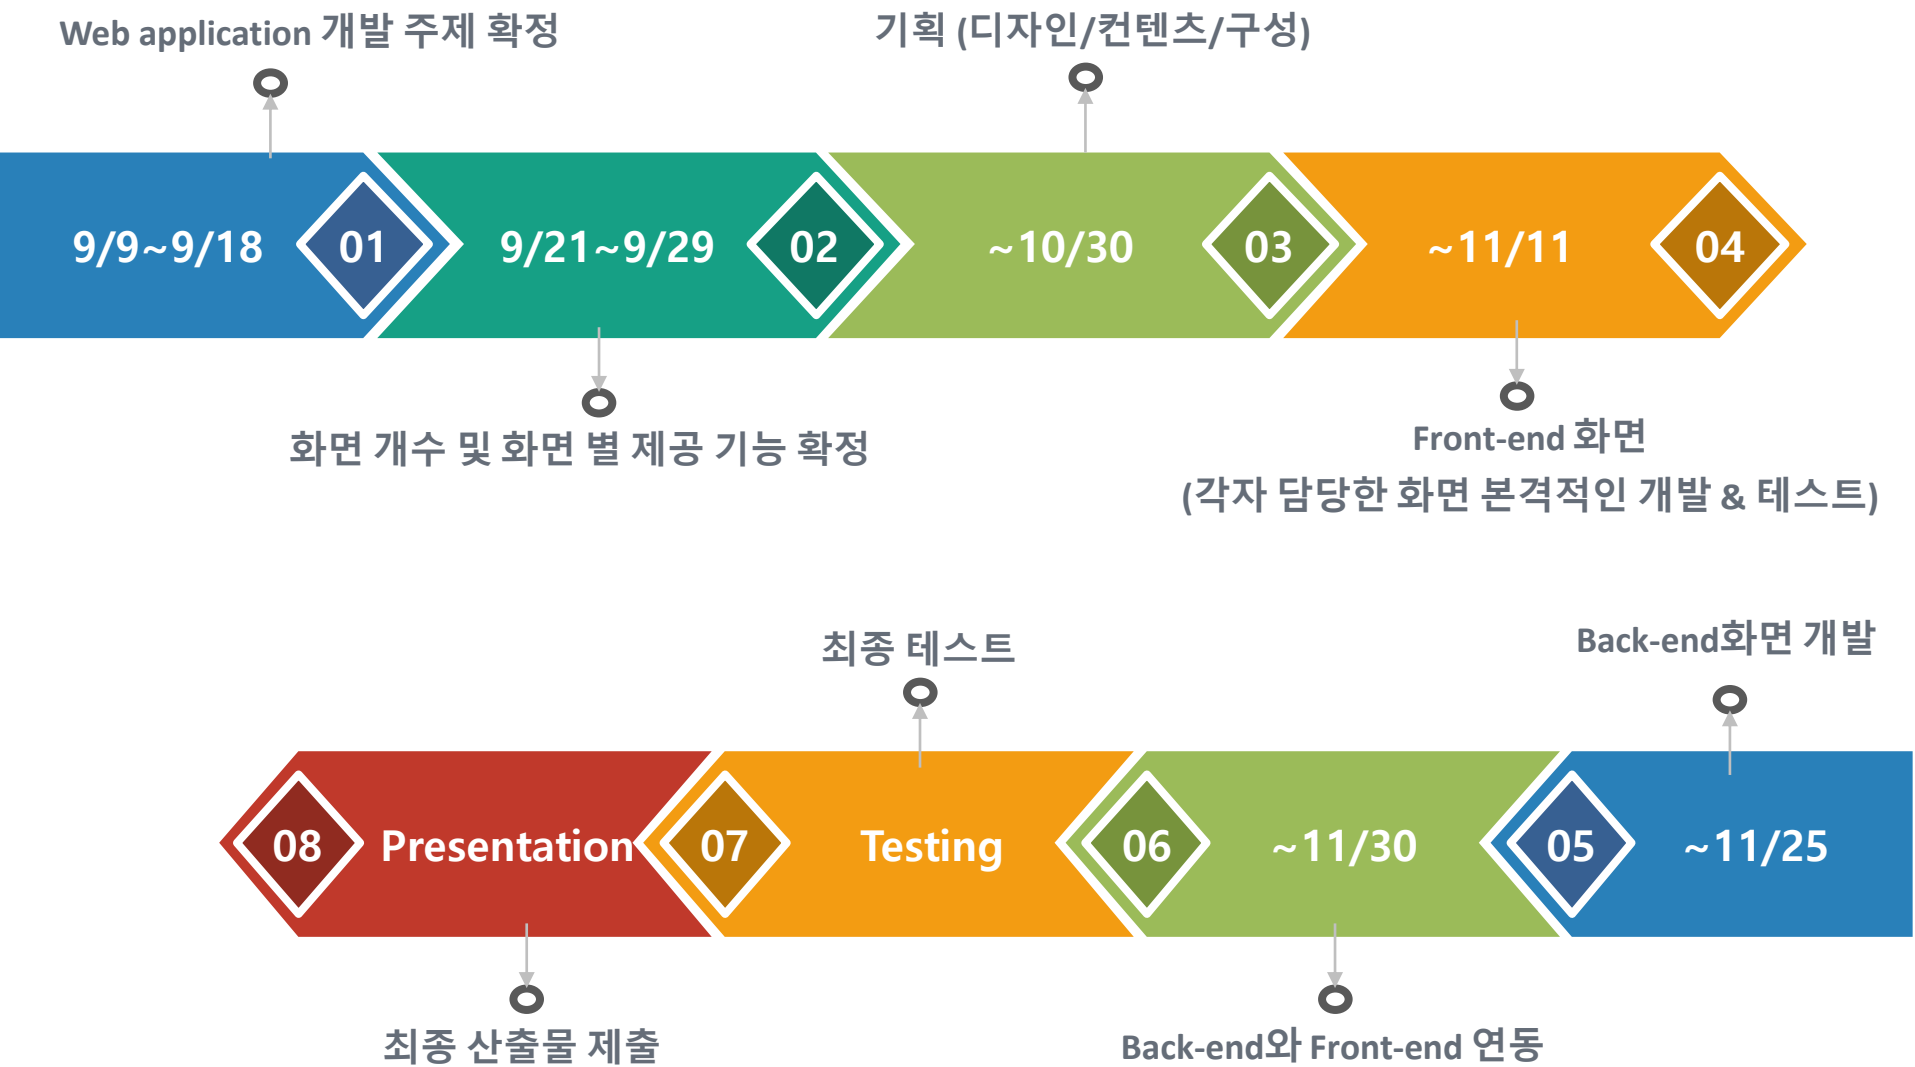 Web application 개발 주제 확정
기획 (디자인/컨텐츠/구성)
9/9~9/18
01
9/21~9/29
02
~10/30
03
~11/11
04
화면 개수 및 화면 별 제공 기능 확정
Front-end 화면
(각자 담당한 화면 본격적인 개발 & 테스트)
최종 테스트
Back-end화면 개발
08
Presentation
07
Testing
06
~11/30
05
~11/25
최종 산출물 제출
Back-end와 Front-end 연동